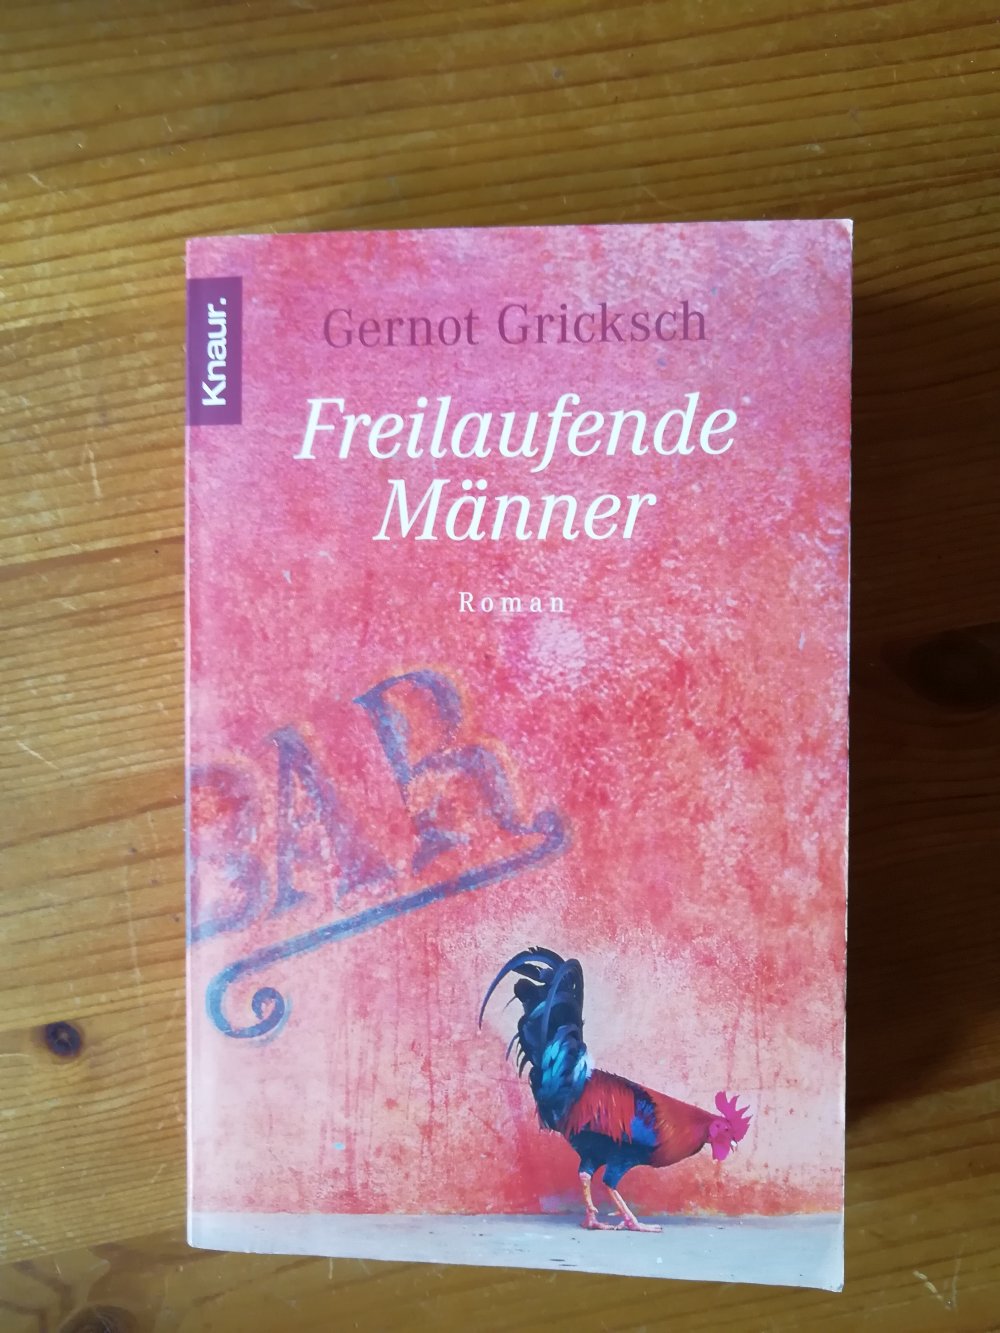 Knaur.
Gernot Gricksch
Freilaufende
Männer
Roman
BAR